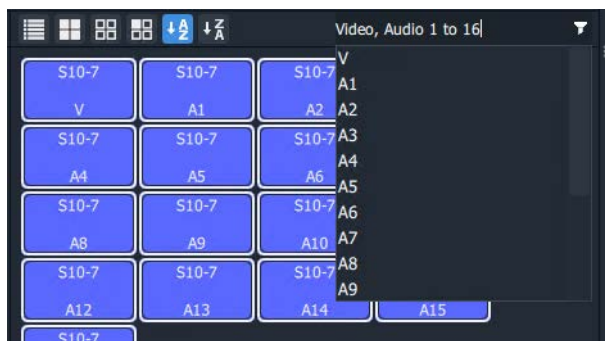 Video, Audio 1 to 16
S10-7
S10-7
S10-7
V
A1
A2
S10-7
S10-7
S10-7
A4
A5
A6
S10-7
S10-7
S10-7
A8
A9
A10
S10-7
S10-7
S10-7
A12
A13
A14
A15
S10-7
V
A1
A2
A3
A4
A5
A6
A7
A8
A9